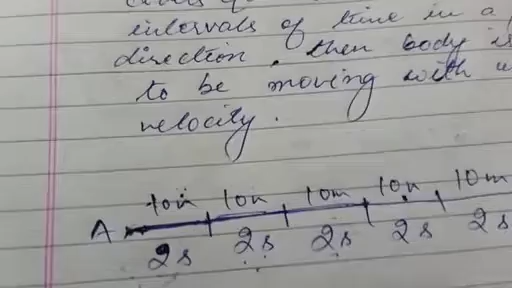 intervals of time in a
direction, then body is
to be moving with u
velocity.
10m 10m 10m 10m 10m
A
2s 2s 2s 2s 2s